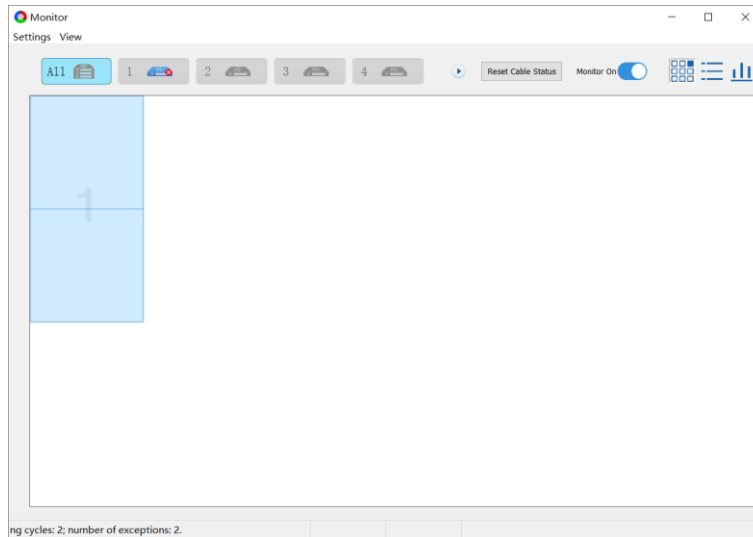 Monitor
Settings View
All 1 2 3 4 Reset Cable Status Monitor On
1
ng cycles: 2; number of exceptions: 2.